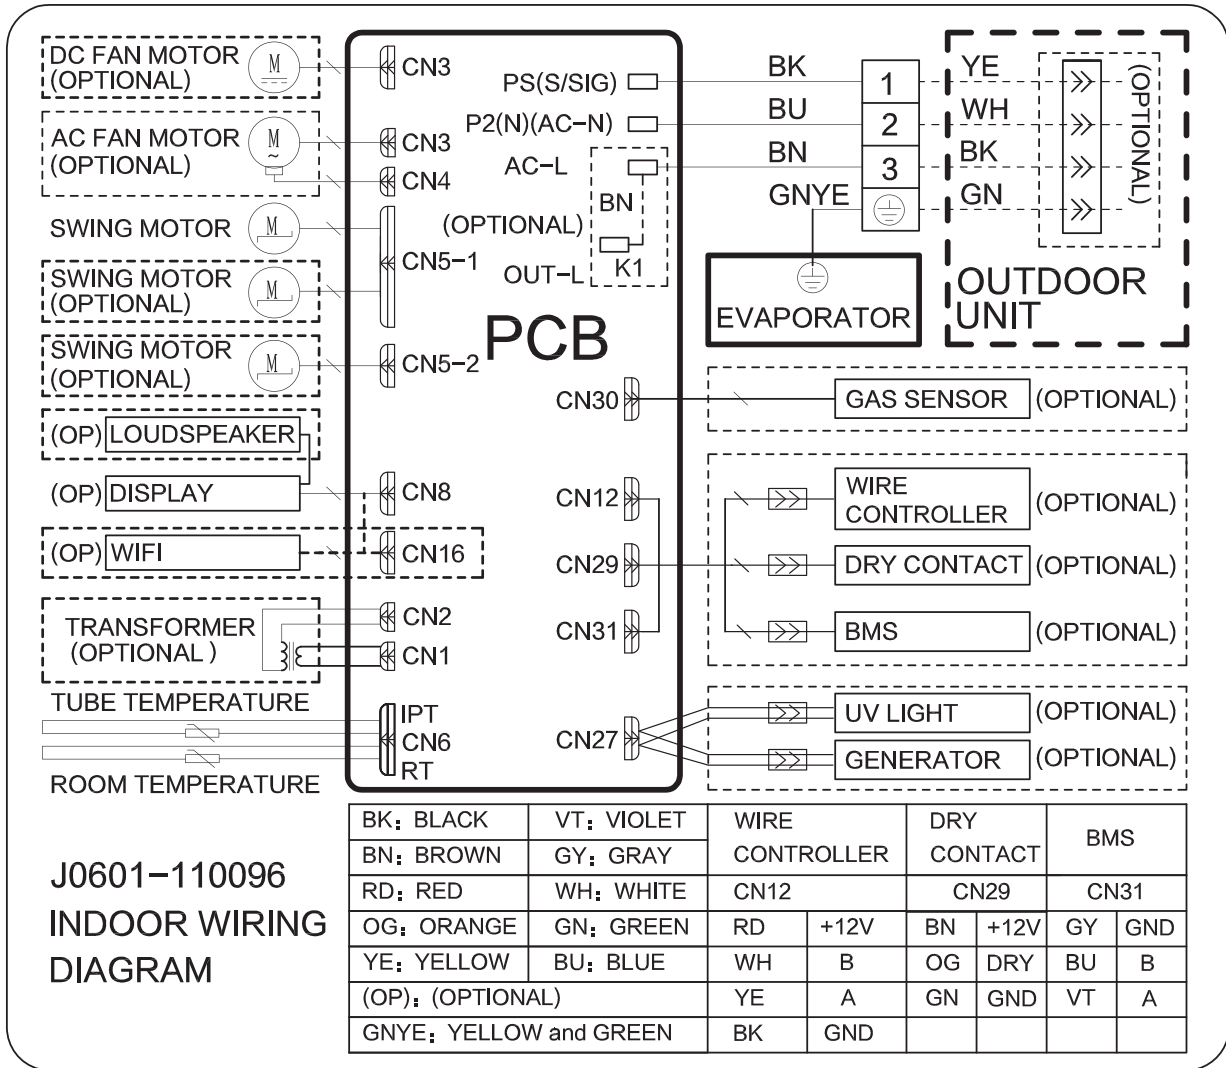 DC FAN MOTOR
(OPTIONAL)
M
CN3
AC FAN MOTOR
(OPTIONAL)
M
~
CN3
CN4
SWING MOTOR
M
SWING MOTOR
(OPTIONAL)
M
CN5-1
SWING MOTOR
(OPTIONAL)
M
CN5-2
(OP) LOUDSPEAKER
(OP) DISPLAY
CN8
(OP) WIFI
CN16
TRANSFORMER
(OPTIONAL)
CN2
CN1
TUBE TEMPERATURE
IPT
CN6
RT
ROOM TEMPERATURE
PS(S/SIG)
P2(N)(AC-N)
AC-L
BN
(OPTIONAL)
K1
OUT-L
PCB
CN30
CN12
CN29
CN31
CN27
BK 1 YE
BU 2 WH
BN 3 BK
GNYE GN
(OPTIONAL)
EVAPORATOR
OUTDOOR
UNIT
GAS SENSOR (OPTIONAL)
WIRE
CONTROLLER
(OPTIONAL)
DRY CONTACT (OPTIONAL)
BMS (OPTIONAL)
UV LIGHT (OPTIONAL)
GENERATOR (OPTIONAL)
J0601-110096
INDOOR WIRING
DIAGRAM
BK: BLACK VT: VIOLET WIRE DRY BMS
BN: BROWN GY: GRAY CONTROLLER CONTACT
RD: RED WH: WHITE CN12 CN29 CN31
OG: ORANGE GN: GREEN RD +12V BN +12V GY GND
YE: YELLOW BU: BLUE WH B OG DRY BU B
(OP): (OPTIONAL) YE A GN GND VT A
GNYE: YELLOW and GREEN BK GND